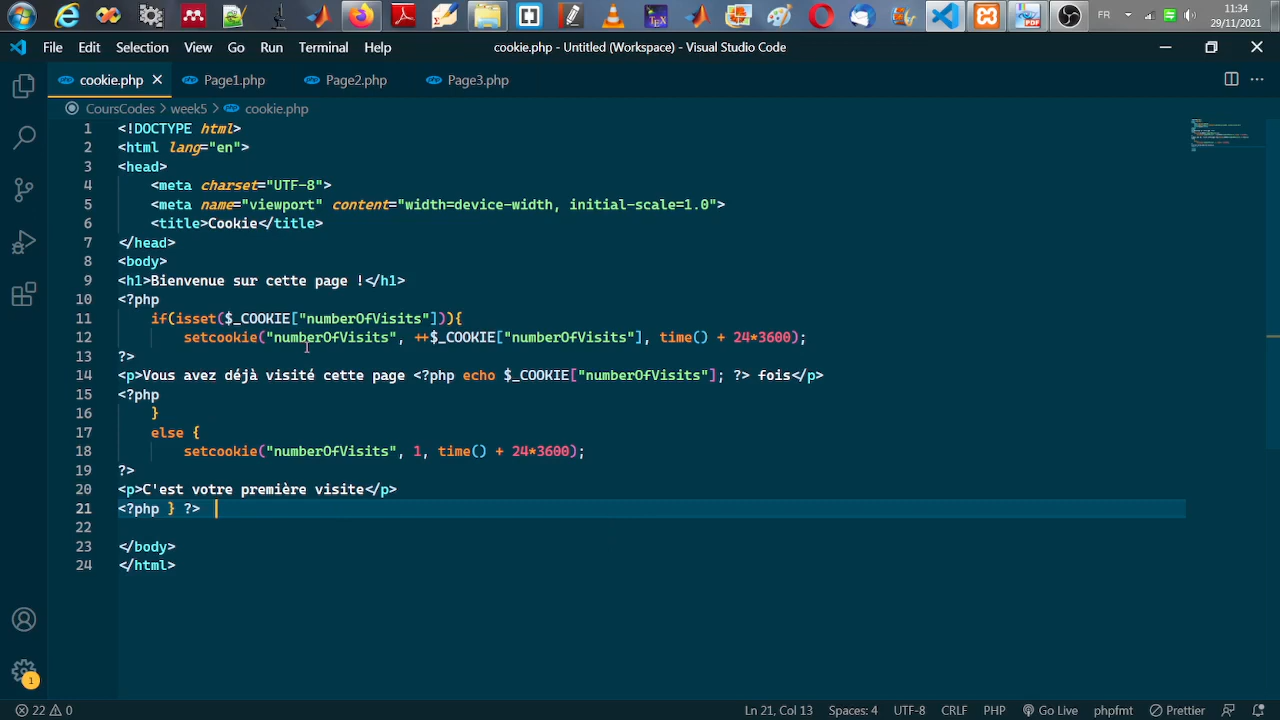 FR
11:34
29/11/2021
File Edit Selection View Go Run Terminal Help
cookie.php - Untitled (Workspace) - Visual Studio Code
cookie.php Page1.php Page2.php Page3.php
CoursCodes > week5 > cookie.php
1 <!DOCTYPE html>
2 <html lang="en">
3 <head>
4 <meta charset="UTF-8">
5 <meta name="viewport" content="width=device-width, initial-scale=1.0">
6 <title>Cookie</title>
7 </head>
8 <body>
9 <h1>Bienvenue sur cette page !</h1>
10 <?php
11 if(isset($_COOKIE["numberOfVisits"])){
12 setcookie("numberOfVisits", ++$_COOKIE["numberOfVisits"], time() + 24*3600);
13 ?>
14 <p>Vous avez déjà visité cette page <?php echo $_COOKIE["numberOfVisits"]; ?> fois</p>
15 <?php
16 }
17 else {
18 setcookie("numberOfVisits", 1, time() + 24*3600);
19 ?>
20 <p>C'est votre première visite</p>
21 <?php } ?>
22
23 </body>
24 </html>
1
22 0
Ln 21, Col 13 Spaces: 4 UTF-8 CRLF PHP Go Live phpfmt Prettier